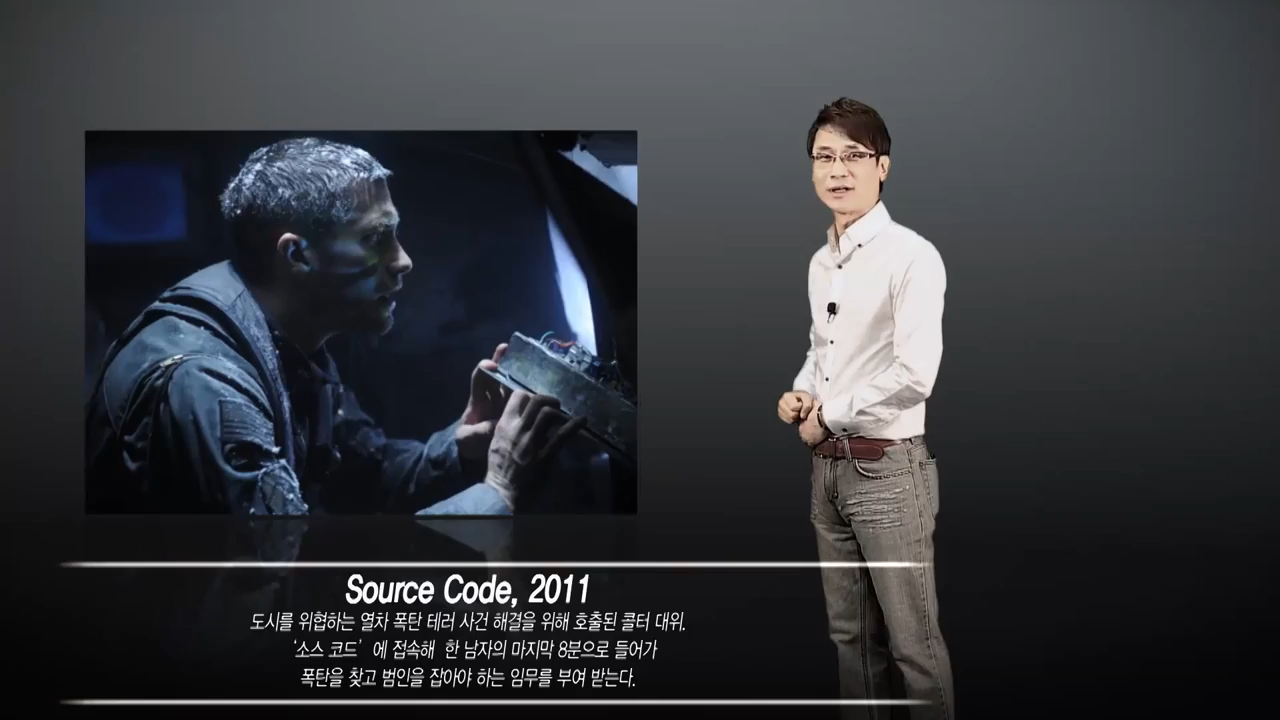 Source Code, 2011
도시를 위협하는 열차 폭탄 테러 사건 해결을 위해 호출된 콜터 대위.
'소스 코드' 에 접속해 한 남자의 마지막 8분으로 들어가
폭탄을 찾고 범인을 잡아야 하는 임무를 부여 받는다.